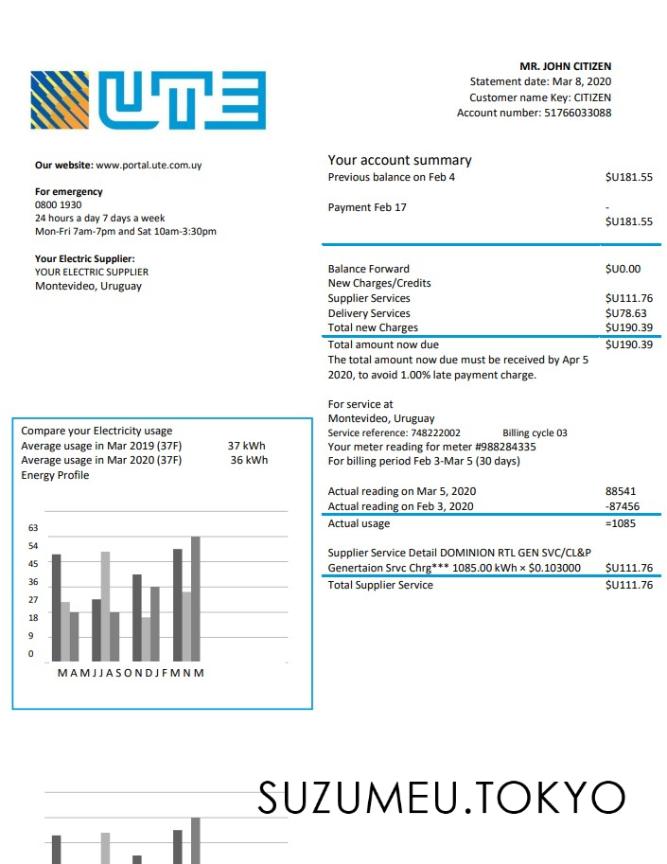 UTE
MR. JOHN CITIZEN
Statement date: Mar 8, 2020
Customer name Key: CITIZEN
Account number: 51766033088
Our website: www.portal.ute.com.uy
For emergency
0800 1930
24 hours a day 7 days a week
Mon-Fri 7am-7pm and Sat 10am-3:30pm
Your Electric Supplier:
YOUR ELECTRIC SUPPLIER
Montevideo, Uruguay
Your account summary
Previous balance on Feb 4 $U181.55
Payment Feb 17 -
$U181.55
Balance Forward $U0.00
New Charges/Credits
Supplier Services $U111.76
Delivery Services $U78.63
Total new Charges $U190.39
Total amount now due $U190.39
The total amount now due must be received by Apr 5
2020, to avoid 1.00% late payment charge.
For service at
Montevideo, Uruguay
Service reference: 748222002 Billing cycle 03
Your meter reading for meter #988284335
For billing period Feb 3-Mar 5 (30 days)
Actual reading on Mar 5, 2020 88541
Actual reading on Feb 3, 2020 -87456
Actual usage =1085
Supplier Service Detail DOMINION RTL GEN SVC/CL&P
Genertaion Srvc Chrg*** 1085.00 kWh × $0.103000 $U111.76
Total Supplier Service $U111.76
Compare your Electricity usage
Average usage in Mar 2019 (37F) 37 kWh
Average usage in Mar 2020 (37F) 36 kWh
Energy Profile
63
54
45
36
27
18
9
0
M A M J J A S O N D J F M N M
SUZUMEU.TOKYO